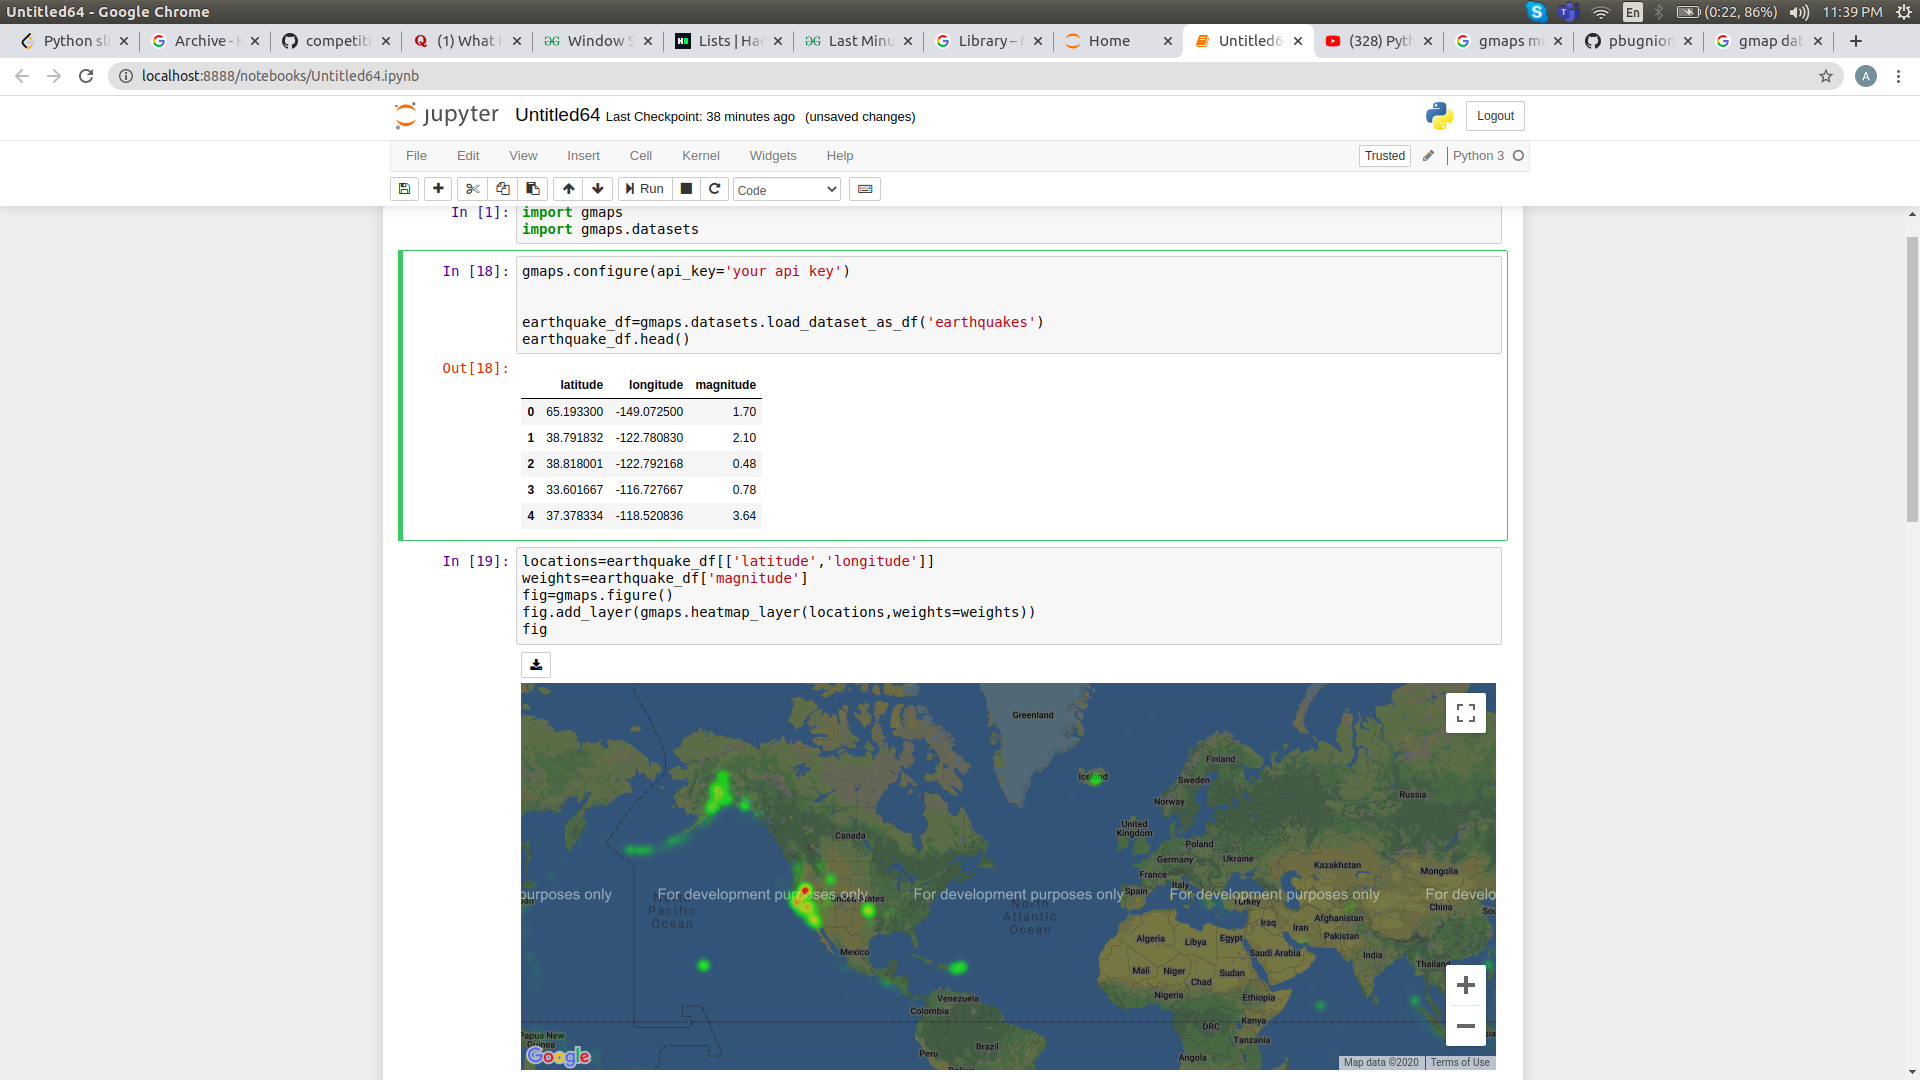 Untitled64 - Google Chrome
En
(0:22, 86%)
11:39 PM
Python sli
Archive -
competiti
(1) What i
Window S
Lists | Hac
Last Minu
Library –
Home
Untitled6
(328) Pyth
gmaps mu
pbugnion
gmap dat
localhost:8888/notebooks/Untitled64.ipynb
A
jupyter
Untitled64 Last Checkpoint: 38 minutes ago (unsaved changes)
Logout
File Edit View Insert Cell Kernel Widgets Help
Trusted
Python 3
Run
Code
In [1]:
import gmaps
import gmaps.datasets
In [18]:
gmaps.configure(api_key='your api key')
earthquake_df=gmaps.datasets.load_dataset_as_df('earthquakes')
earthquake_df.head()
Out[18]:
latitude longitude magnitude
0 65.193300 -149.072500 1.70
1 38.791832 -122.780830 2.10
2 38.818001 -122.792168 0.48
3 33.601667 -116.727667 0.78
4 37.378334 -118.520836 3.64
In [19]:
locations=earthquake_df[['latitude','longitude']]
weights=earthquake_df['magnitude']
fig=gmaps.figure()
fig.add_layer(gmaps.heatmap_layer(locations,weights=weights))
fig
Greenland
Iceland
Finland
Sweden
Norway
Russia
United
Kingdom
Canada
Poland
Germany
Ukraine
Kazakhstan
Mongolia
France
Italy
Spain
purposes only
For development purposes only
For development purposes only
For development purposes only
For develo
United States
Turkey
China
North
Pacific
Ocean
North
Atlantic
Ocean
Iraq
Iran
Afghanistan
Pakistan
Algeria
Libya
Egypt
Saudi Arabia
India
Mexico
Thailand
Mali
Niger
Chad
Sudan
Nigeria
Ethiopia
Venezuela
Colombia
Kenya
DRC
Tanzania
Papua New
Guinea
Peru
Brazil
Angola
Google
Map data ©2020
Terms of Use